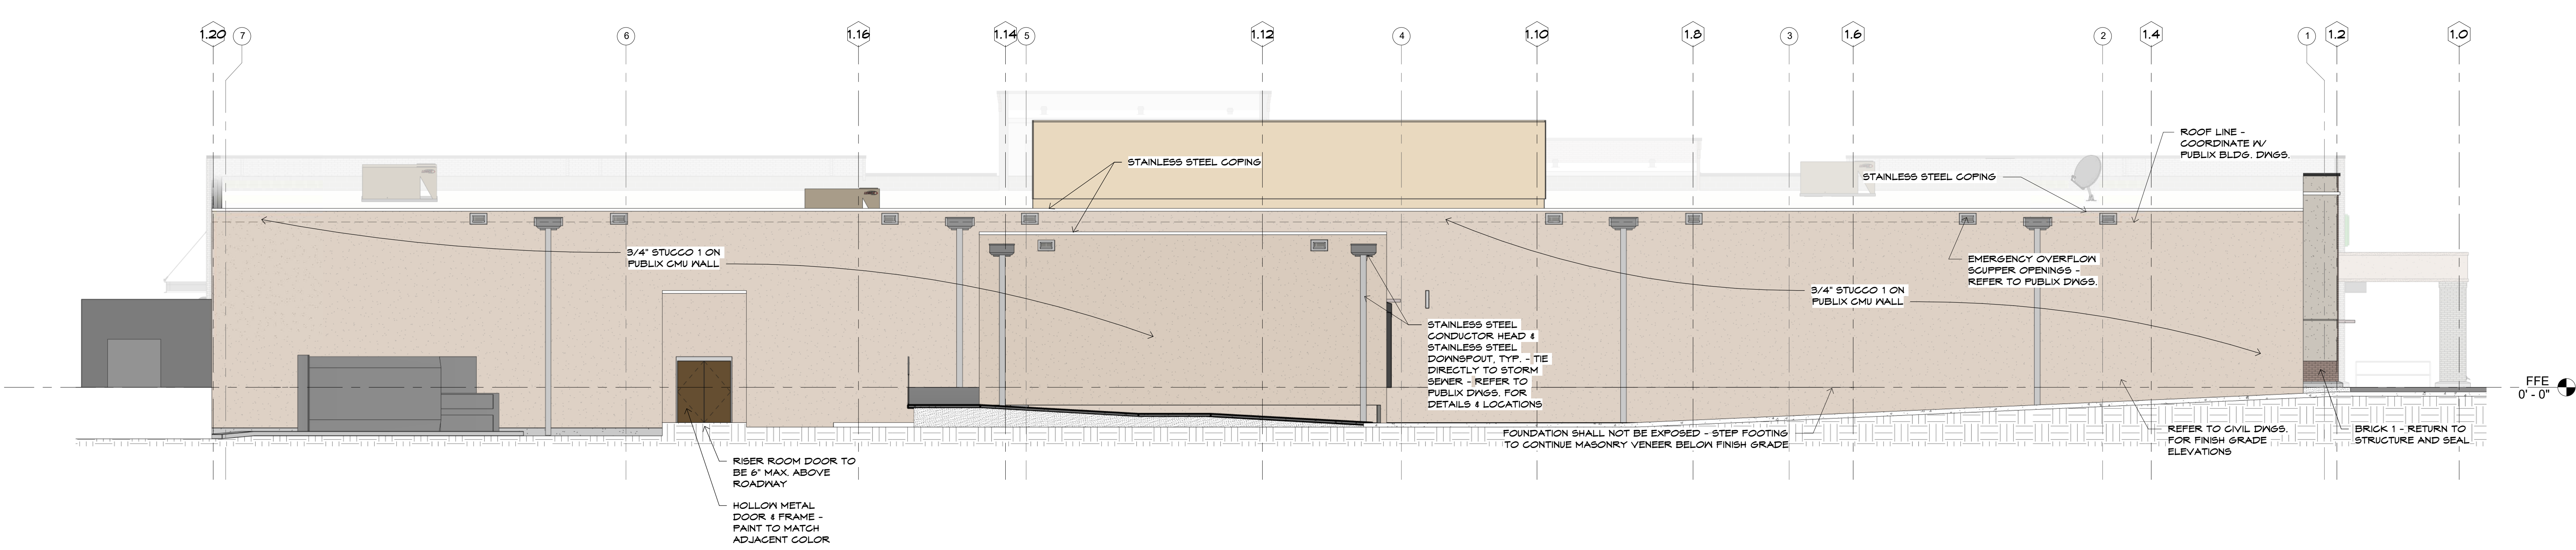 1.20
7
6
1.16
1.14
5
1.12
4
1.10
1.8
3
1.6
2
1.4
1
1.2
1.0
ROOF LINE -
COORDINATE W/
PUBLIX BLDG. DWGS.
STAINLESS STEEL COPING
STAINLESS STEEL COPING
3/4" STUCCO 1 ON
PUBLIX CMU WALL
EMERGENCY OVERFLOW
SCUPPER OPENINGS -
REFER TO PUBLIX DWGS.
3/4" STUCCO 1 ON
PUBLIX CMU WALL
STAINLESS STEEL
CONDUCTOR HEAD &
STAINLESS STEEL
DOWNSPOUT, TYP. - TIE
DIRECTLY TO STORM
SEWER - REFER TO
PUBLIX DWGS. FOR
DETAILS & LOCATIONS
FFE
0' - 0"
FOUNDATION SHALL NOT BE EXPOSED - STEP FOOTING
TO CONTINUE MASONRY VENEER BELOW FINISH GRADE
REFER TO CIVIL DWGS.
FOR FINISH GRADE
ELEVATIONS
BRICK 1 - RETURN TO
STRUCTURE AND SEAL
RISER ROOM DOOR TO
BE 6" MAX. ABOVE
ROADWAY
HOLLOW METAL
DOOR & FRAME -
PAINT TO MATCH
ADJACENT COLOR